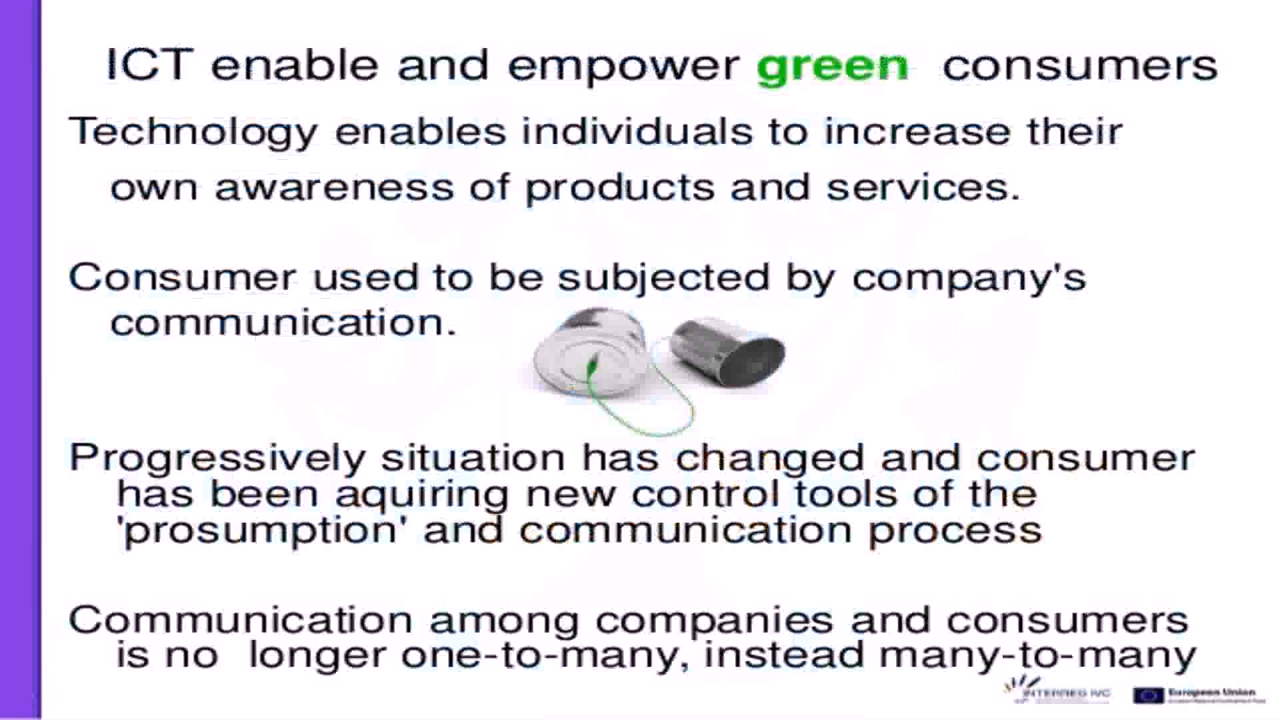 ICT enable and empower green consumers
Technology enables individuals to increase their
own awareness of products and services.
Consumer used to be subjected by company's
communication.
Progressively situation has changed and consumer
has been aquiring new control tools of the
'prosumption' and communication process
Communication among companies and consumers
is no longer one-to-many, instead many-to-many
INTERREG IVC
European Union